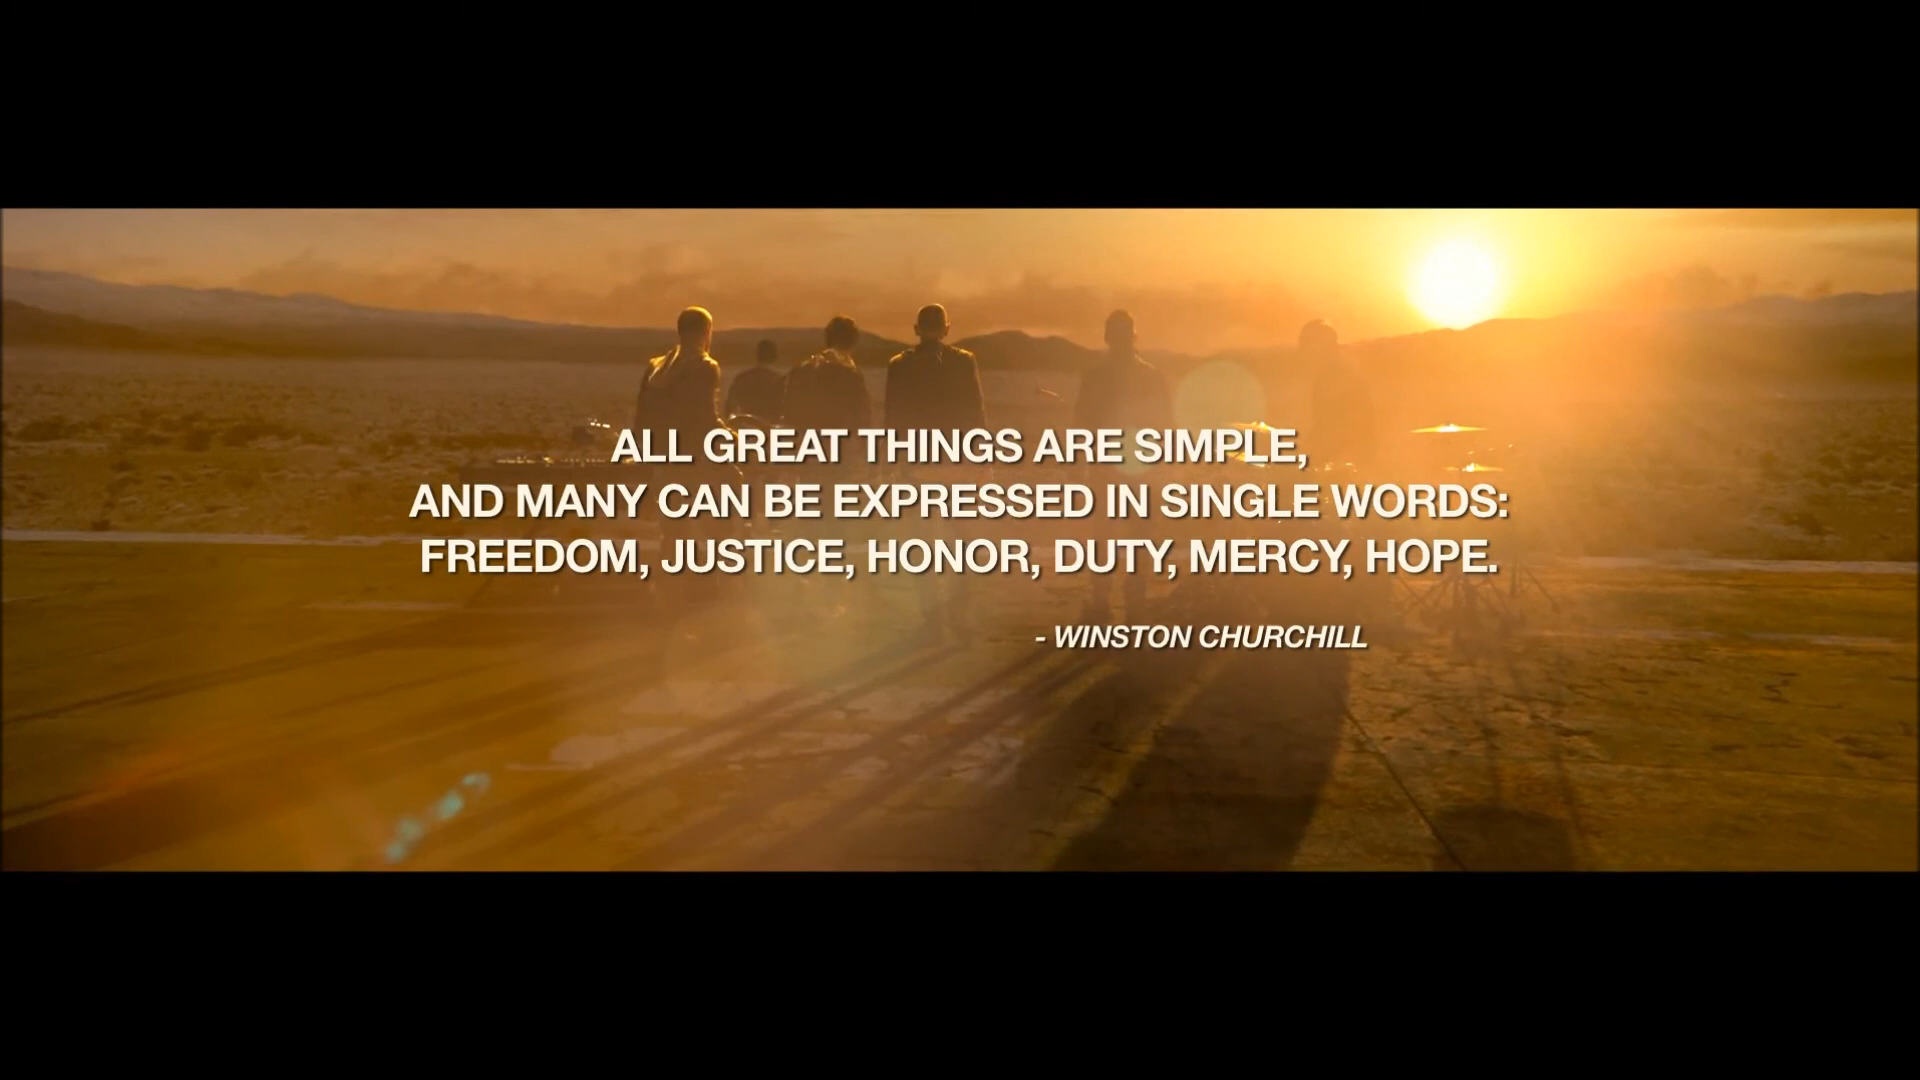 ALL GREAT THINGS ARE SIMPLE,
AND MANY CAN BE EXPRESSED IN SINGLE WORDS:
FREEDOM, JUSTICE, HONOR, DUTY, MERCY, HOPE.
- WINSTON CHURCHILL